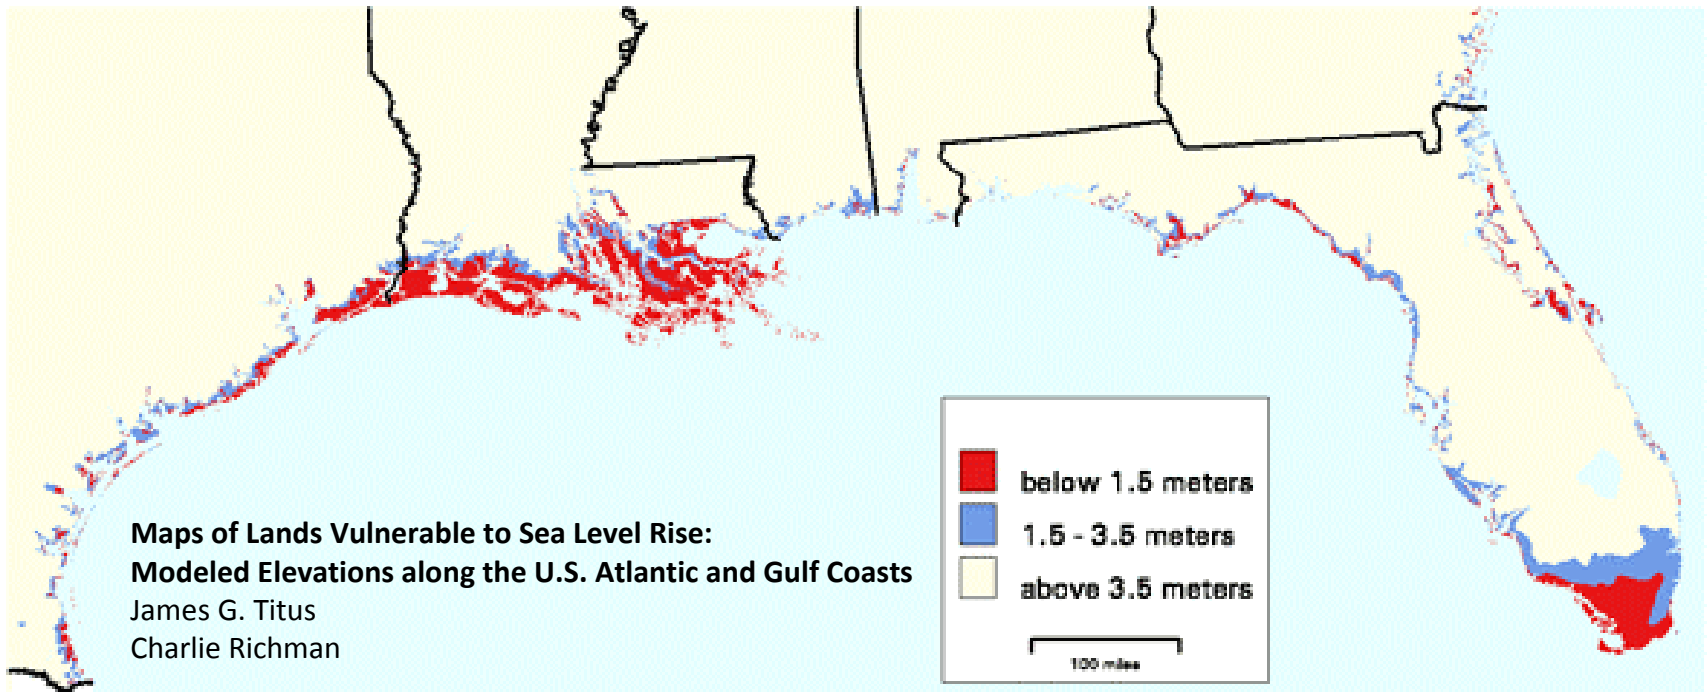 below 1.5 meters
1.5 - 3.5 meters
above 3.5 meters
100 miles
Maps of Lands Vulnerable to Sea Level Rise:
Modeled Elevations along the U.S. Atlantic and Gulf Coasts
James G. Titus
Charlie Richman